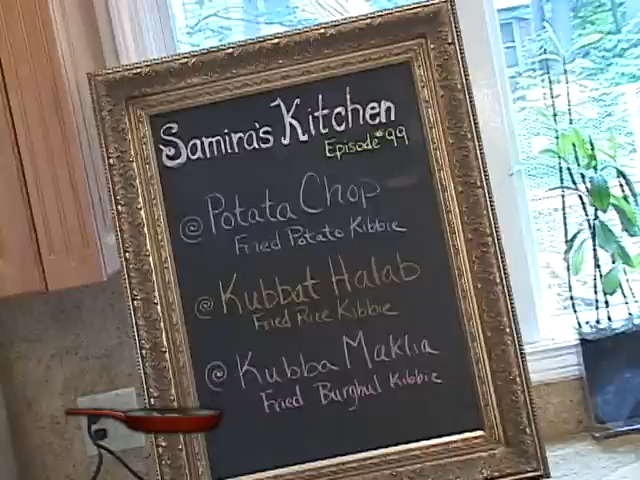 Samira's Kitchen
Episode #99
@ Potata Chop
Fried Potato Kibbie
@ Kubbat Halab
Fried Rice Kibbie
@ Kubba Maklia
Fried Burghul Kibbie